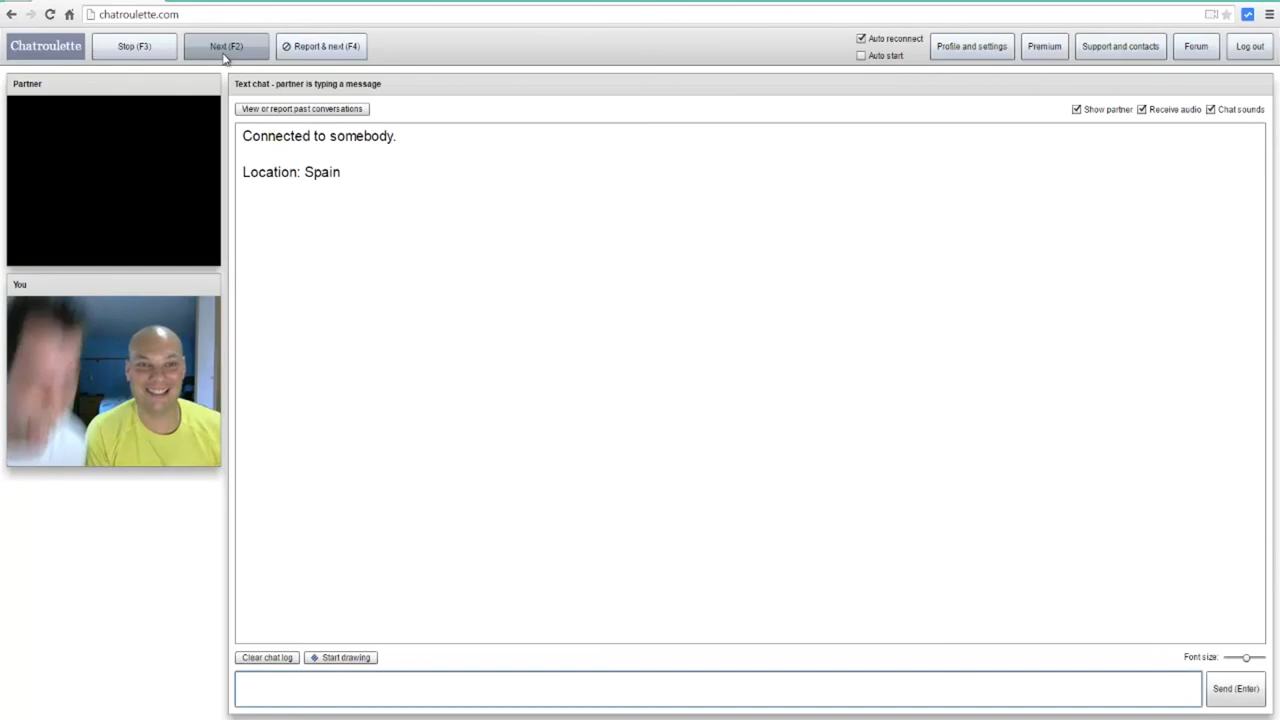 chatroulette.com
Chatroulette
Stop (F3)
Next (F2)
Report & next (F4)
Auto reconnect
Auto start
Profile and settings
Premium
Support and contacts
Forum
Log out
Partner
Text chat - partner is typing a message
View or report past conversations
Show partner
Receive audio
Chat sounds
Connected to somebody.
Location: Spain
You
Clear chat log
Start drawing
Font size:
Send (Enter)